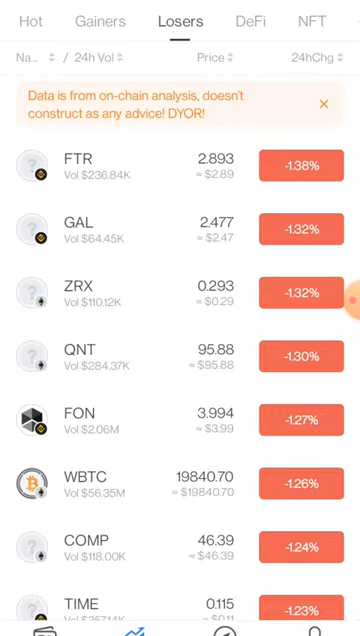 Hot Gainers Losers DeFi NFT
Na... / 24h Vol Price 24hChg
Data is from on-chain analysis, doesn't
construct as any advice! DYOR!
FTR 2.893 -1.38%
Vol $236.84K ≈ $2.89
GAL 2.477 -1.32%
Vol $64.45K ≈ $2.47
ZRX 0.293 -1.32%
Vol $110.12K ≈ $0.29
QNT 95.88 -1.30%
Vol $284.37K ≈ $95.88
FON 3.994 -1.27%
Vol $2.06M ≈ $3.99
WBTC 19840.70 -1.26%
Vol $56.35M ≈ $19840.70
COMP 46.39 -1.24%
Vol $118.00K ≈ $46.39
TIME 0.115 -1.23%